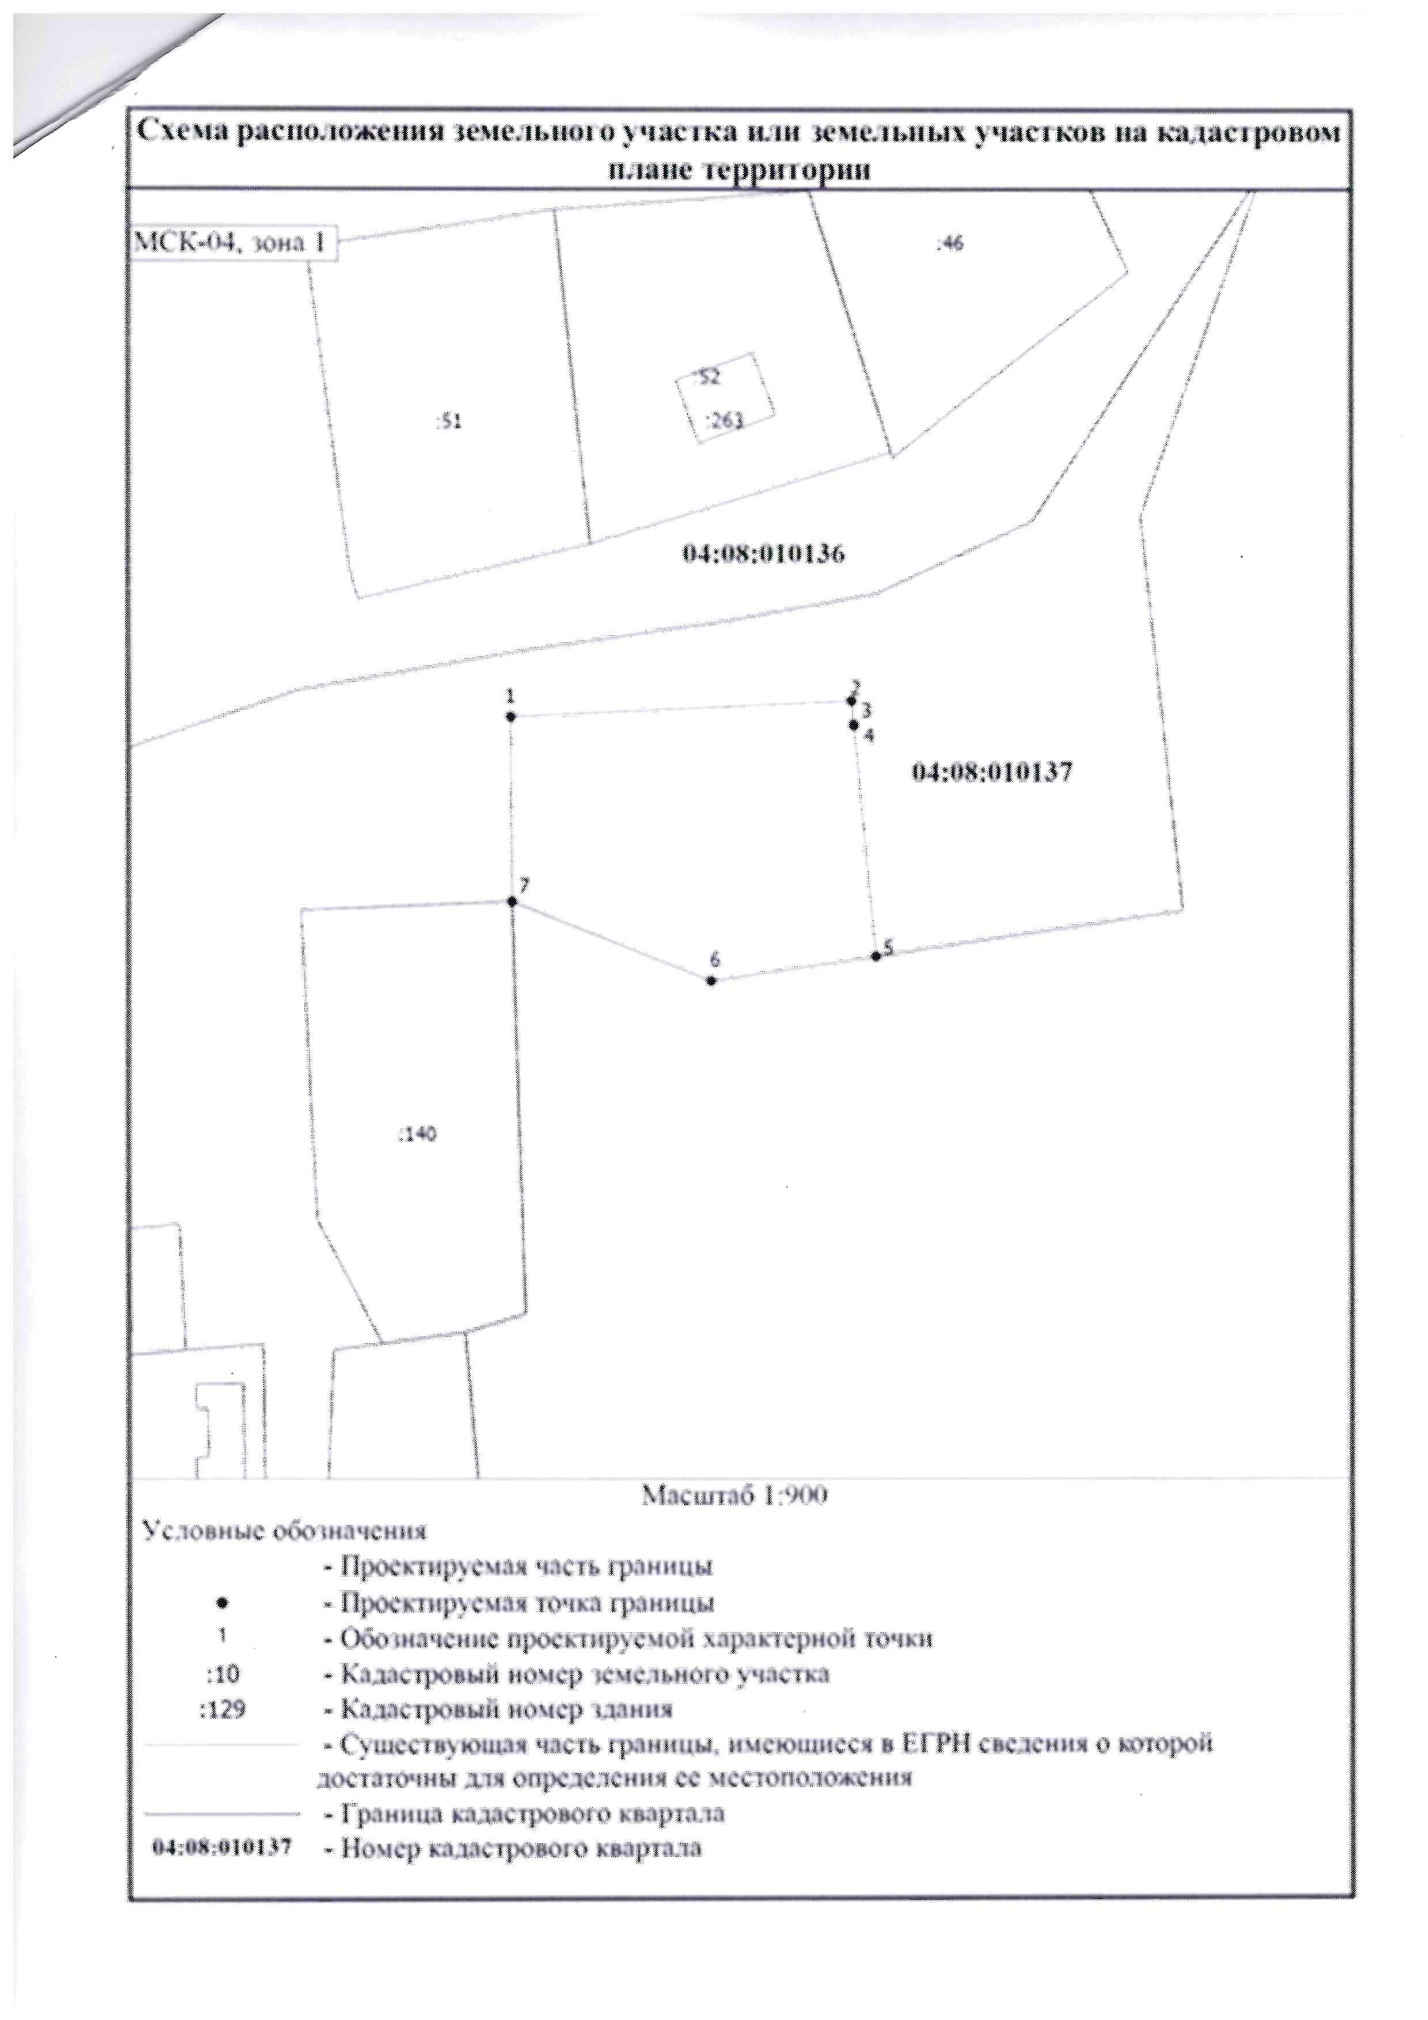 Схема расположения земельного участка или земельных участков на кадастровом
плане территории
МСК-04, зона 1
:46
:52
:51
:263
04:08:010136
1
2
3
4
04:08:010137
7
5
6
:140
Масштаб 1:900
Условные обозначения
- Проектируемая часть границы
- Проектируемая точка границы
1 - Обозначение проектируемой характерной точки
:10 - Кадастровый номер земельного участка
:129 - Кадастровый номер здания
- Существующая часть границы, имеющиеся в ЕГРН сведения о которой
достаточны для определения ее местоположения
- Граница кадастрового квартала
04:08:010137 - Номер кадастрового квартала